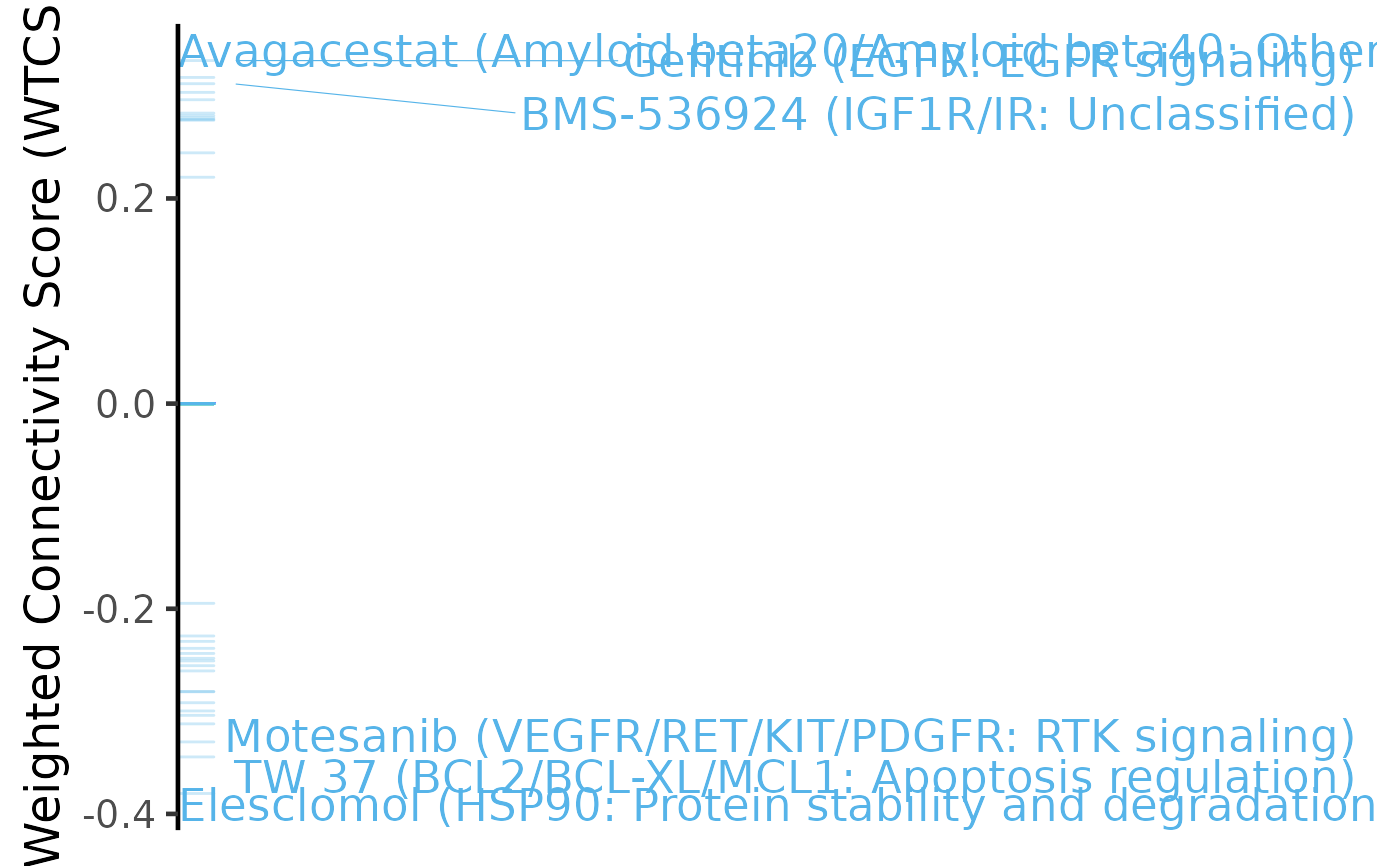 Weighted Connectivity Score (WTCS
Avagacestat (Amyloid beta20/Amyloid beta40: Other
Gefitinib (EGFR: EGFR signaling)
BMS-536924 (IGF1R/IR: Unclassified)
0.2
0.0
-0.2
Motesanib (VEGFR/RET/KIT/PDGFR: RTK signaling)
TW 37 (BCL2/BCL-XL/MCL1: Apoptosis regulation)
Elesclomol (HSP90: Protein stability and degradation
-0.4